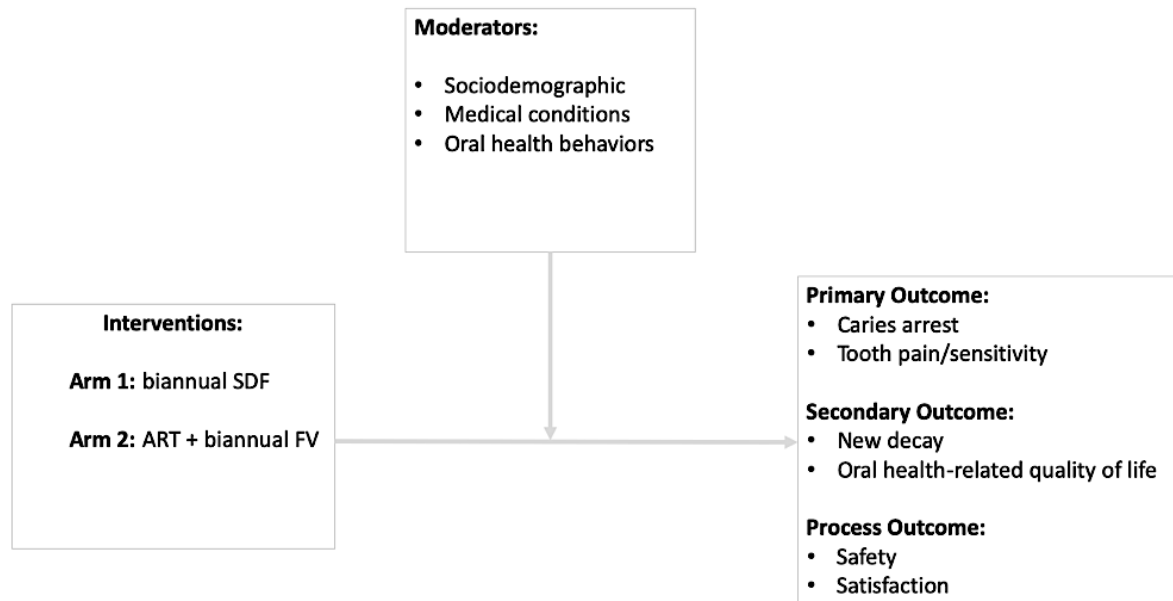 Moderators:
• Sociodemographic
• Medical conditions
• Oral health behaviors
Interventions:
Arm 1: biannual SDF
Arm 2: ART + biannual FV
Primary Outcome:
• Caries arrest
• Tooth pain/sensitivity
Secondary Outcome:
• New decay
• Oral health-related quality of life
Process Outcome:
• Safety
• Satisfaction